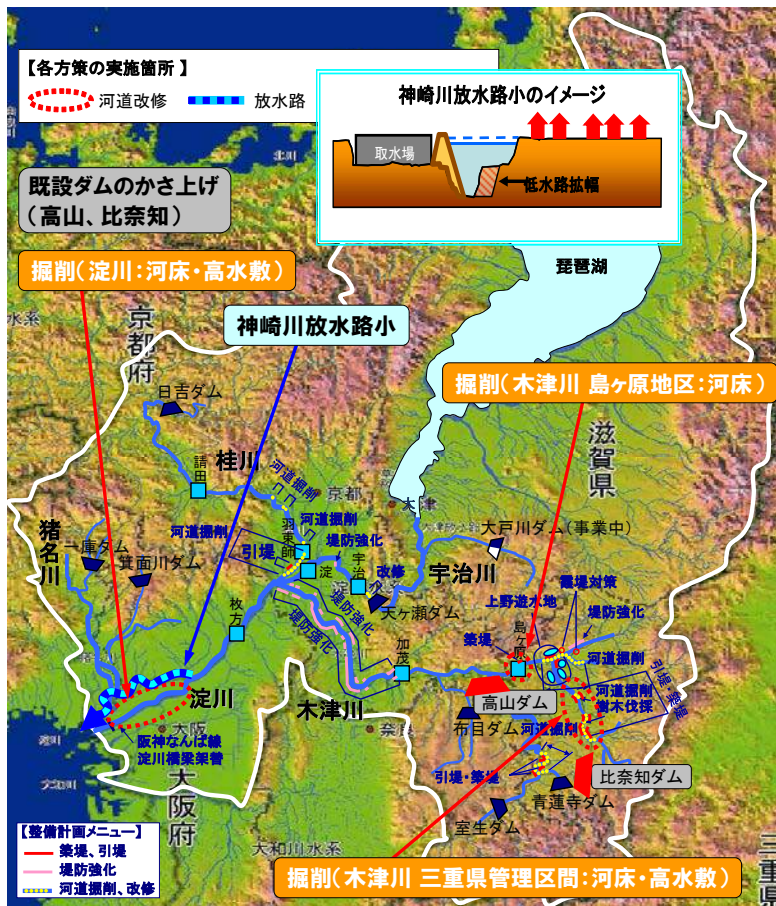 【各方策の実施箇所 】
河道改修
放水路
神崎川放水路小のイメージ
取水場
低水路拡幅
既設ダムのかさ上げ
（高山、比奈知）
掘削（淀川：河床・高水敷）
琵琶湖
水系
京都府
神崎川放水路小
掘削（木津川 島ヶ原地区：河床）
日吉ダム
滋賀県
請田
桂川
河道掘削
京都
大津
河道掘削
河道掘削
羽束師
堤防強化
大戸川ダム（事業中）
猪名川
一庫ダム
箕面川ダム
引堤
淀
宇治
改修
宇治川
天ヶ瀬ダム
上野遊水地
霞堤対策
堤防強化
枚方
堤防強化
堤防強化
加茂
築堤
島ヶ原
河道掘削
引堤・築堤
淀川
木津川
高山ダム
河道掘削
樹木伐採
大阪
奈良
布目ダム
河道掘削
阪神なんば線
淀川橋梁架替
大阪府
引堤・築堤
比奈知ダム
青蓮寺ダム
室生ダム
大和川水系
三重県
【整備計画メニュー】
築堤、引堤
堤防強化
河道掘削、改修
掘削（木津川 三重県管理区間：河床・高水敷）